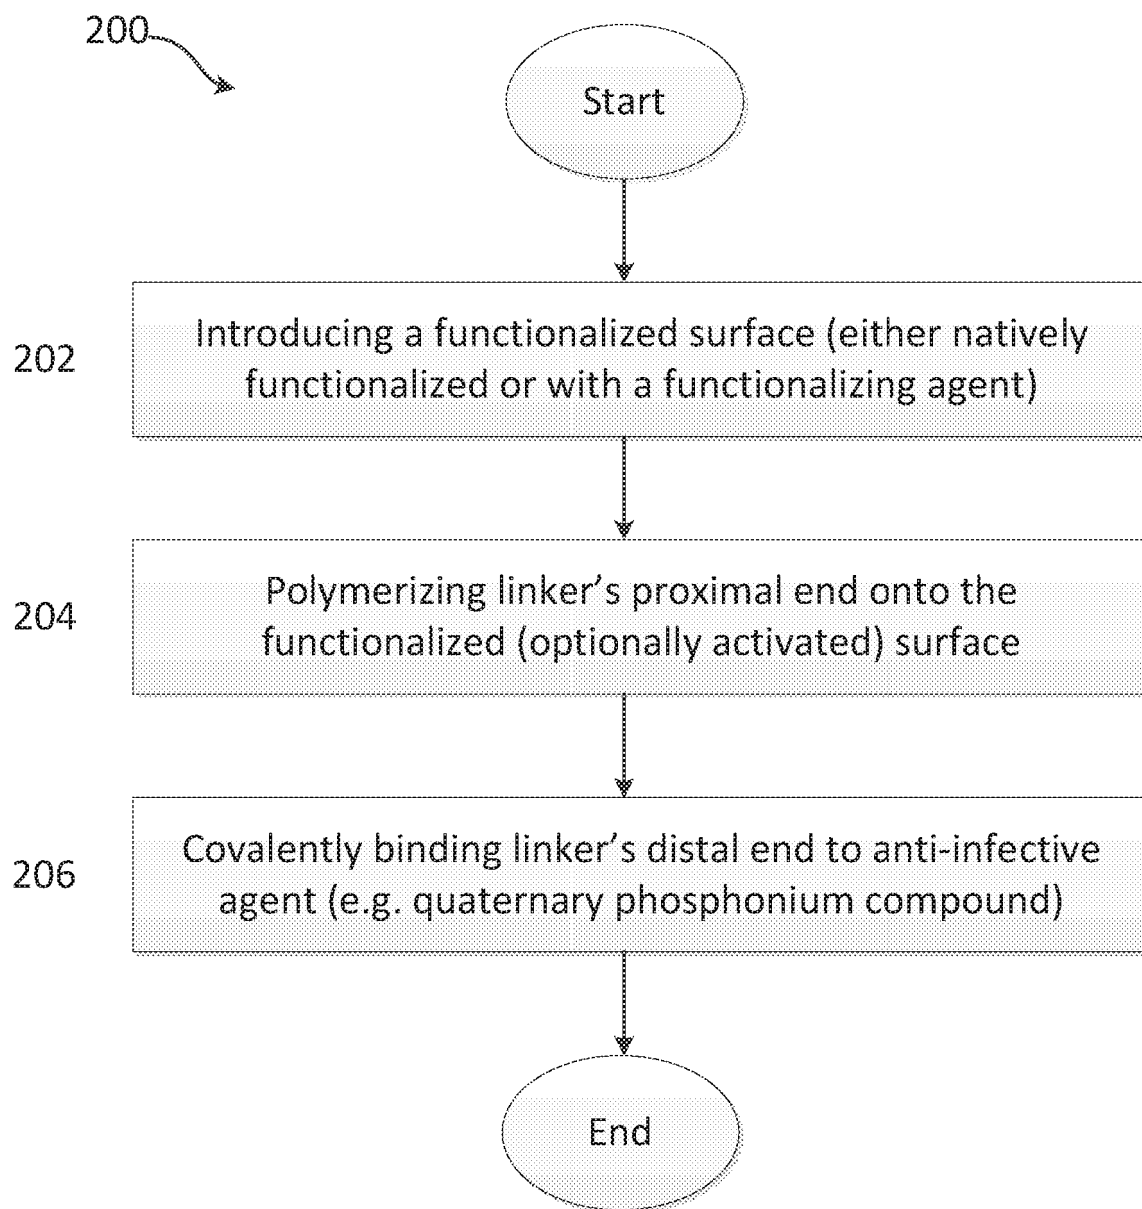 200
Start
202
Introducing a functionalized surface (either natively
functionalized or with a functionalizing agent)
204
Polymerizing linker’s proximal end onto the
functionalized (optionally activated) surface
206
Covalently binding linker’s distal end to anti-infective
agent (e.g. quaternary phosphonium compound)
End